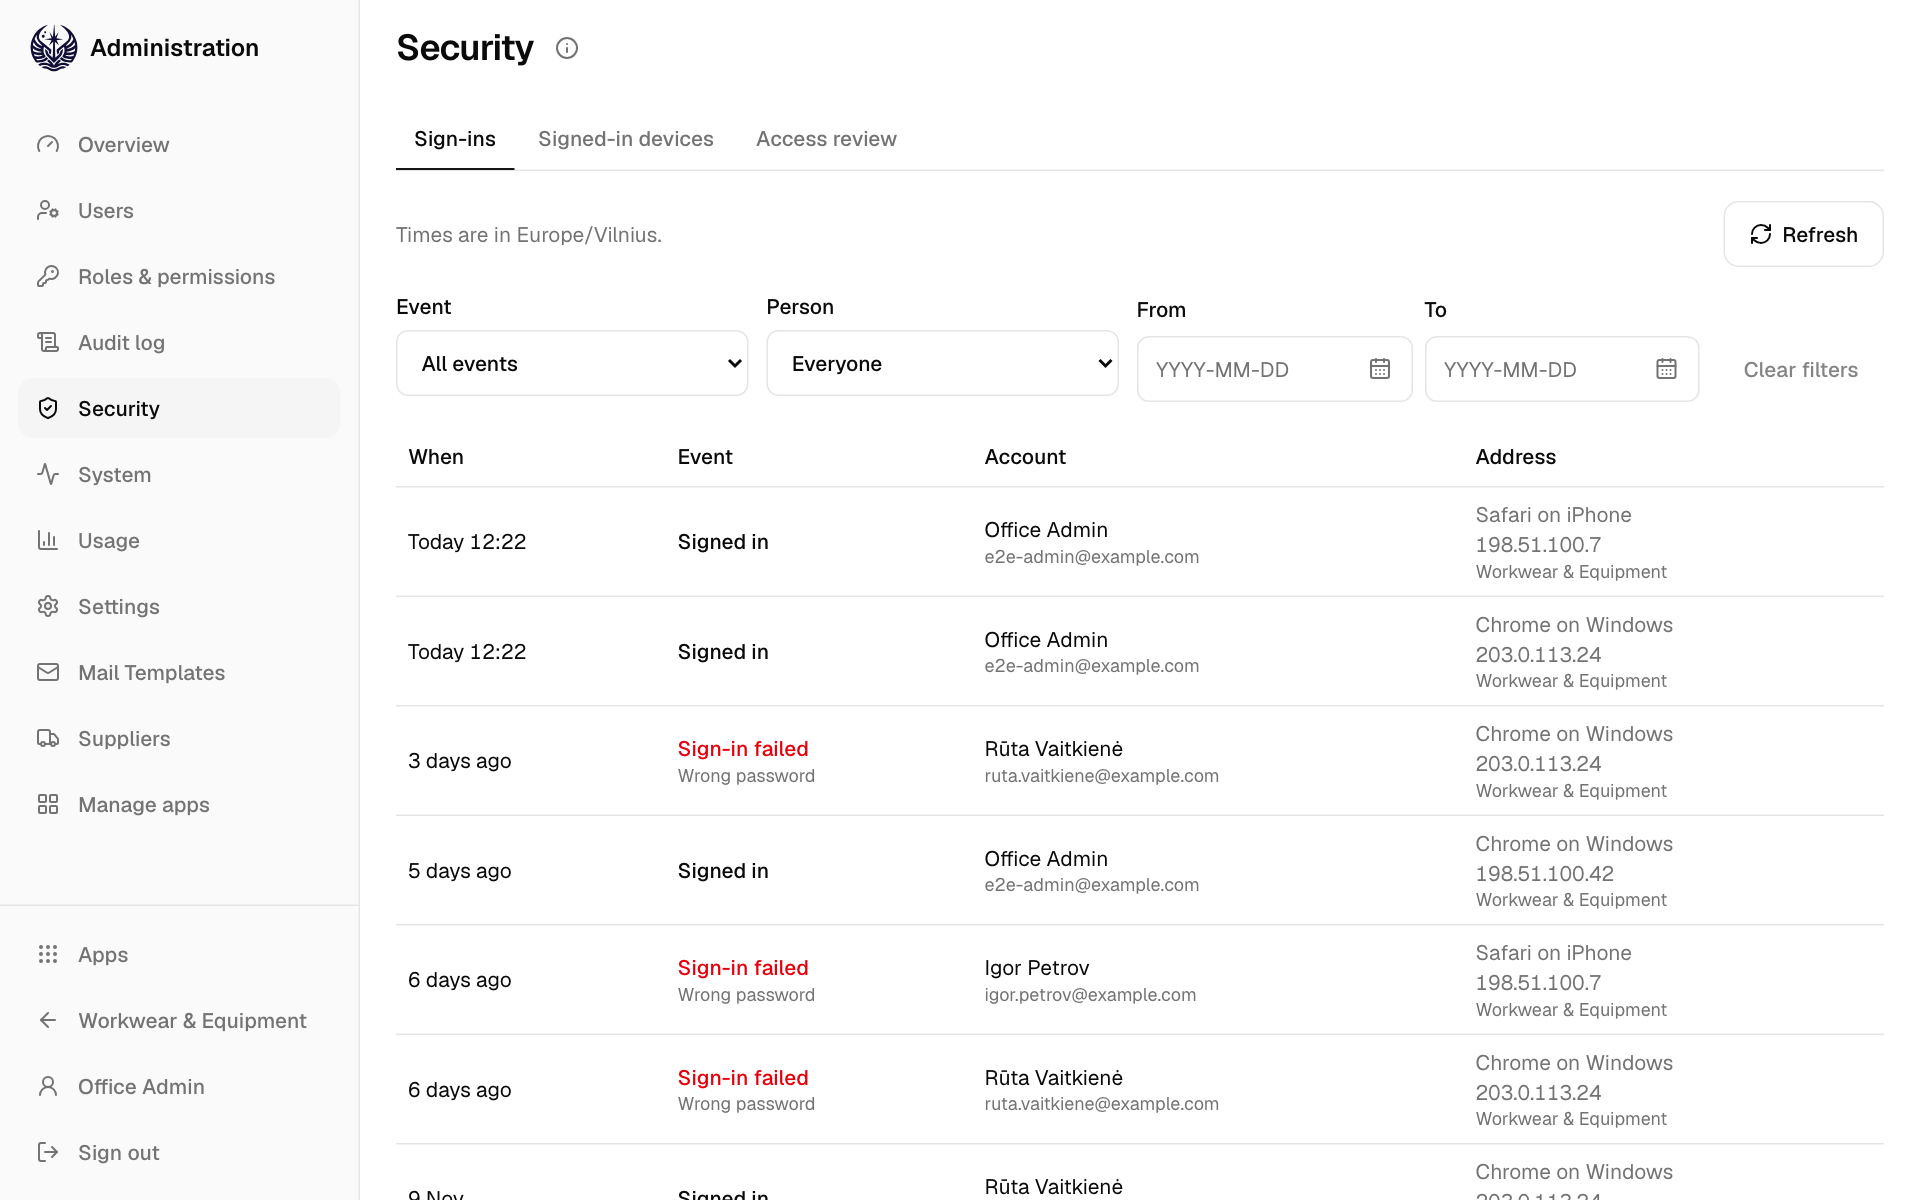 Administration
Overview
Users
Roles & permissions
Audit log
Security
System
Usage
Settings
Mail Templates
Suppliers
Manage apps
Apps
Workwear & Equipment
Office Admin
Sign out
Security
Sign-ins Signed-in devices Access review
Times are in Europe/Vilnius.
Refresh
Event Person From To
All events Everyone YYYY-MM-DD YYYY-MM-DD Clear filters
When Event Account Address
Today 12:22 Signed in Office Admin
e2e-admin@example.com
Safari on iPhone
198.51.100.7
Workwear & Equipment
Today 12:22 Signed in Office Admin
e2e-admin@example.com
Chrome on Windows
203.0.113.24
Workwear & Equipment
3 days ago Sign-in failed
Wrong password
Rūta Vaitkienė
ruta.vaitkiene@example.com
Chrome on Windows
203.0.113.24
Workwear & Equipment
5 days ago Signed in Office Admin
e2e-admin@example.com
Chrome on Windows
198.51.100.42
Workwear & Equipment
6 days ago Sign-in failed
Wrong password
Igor Petrov
igor.petrov@example.com
Safari on iPhone
198.51.100.7
Workwear & Equipment
6 days ago Sign-in failed
Wrong password
Rūta Vaitkienė
ruta.vaitkiene@example.com
Chrome on Windows
203.0.113.24
Workwear & Equipment
9 Nov Signed in Rūta Vaitkienė
Chrome on Windows
203.0.113.24